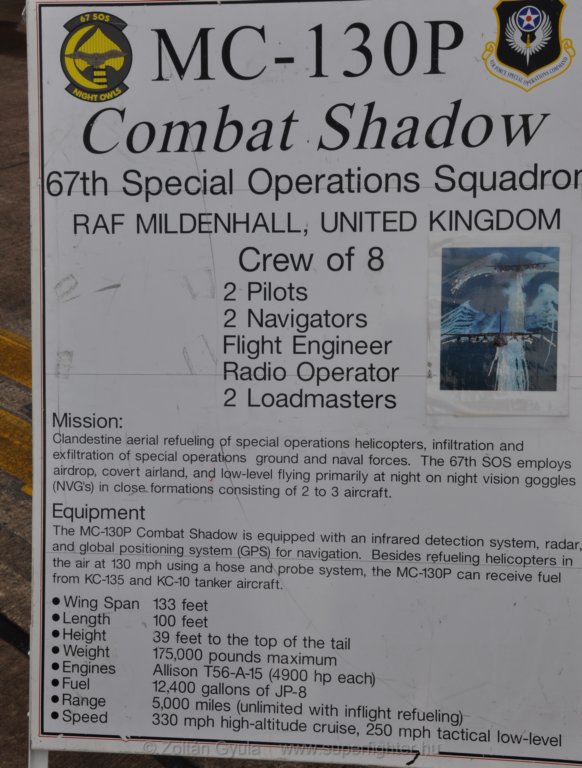 67 SOS
NIGHT OWLS
MC-130P
AIR FORCE SPECIAL OPERATIONS COMMAND
Combat Shadow
67th Special Operations Squadron
RAF MILDENHALL, UNITED KINGDOM
Crew of 8
2 Pilots
2 Navigators
Flight Engineer
Radio Operator
2 Loadmasters
Mission:
Clandestine aerial refueling of special operations helicopters, infiltration and
exfiltration of special operations ground and naval forces. The 67th SOS employs
airdrop, covert airland, and low-level flying primarily at night on night vision goggles
(NVG's) in close formations consisting of 2 to 3 aircraft.
Equipment
The MC-130P Combat Shadow is equipped with an infrared detection system, radar,
and global positioning system (GPS) for navigation. Besides refueling helicopters in
the air at 130 mph using a hose and probe system, the MC-130P can receive fuel
from KC-135 and KC-10 tanker aircraft.
• Wing Span 133 feet
• Length 100 feet
• Height 39 feet to the top of the tail
• Weight 175,000 pounds maximum
• Engines Allison T56-A-15 (4900 hp each)
• Fuel 12,400 gallons of JP-8
• Range 5,000 miles (unlimited with inflight refueling)
• Speed 330 mph high-altitude cruise, 250 mph tactical low-level
© Zoltán Gyula - www.superfighter.hu